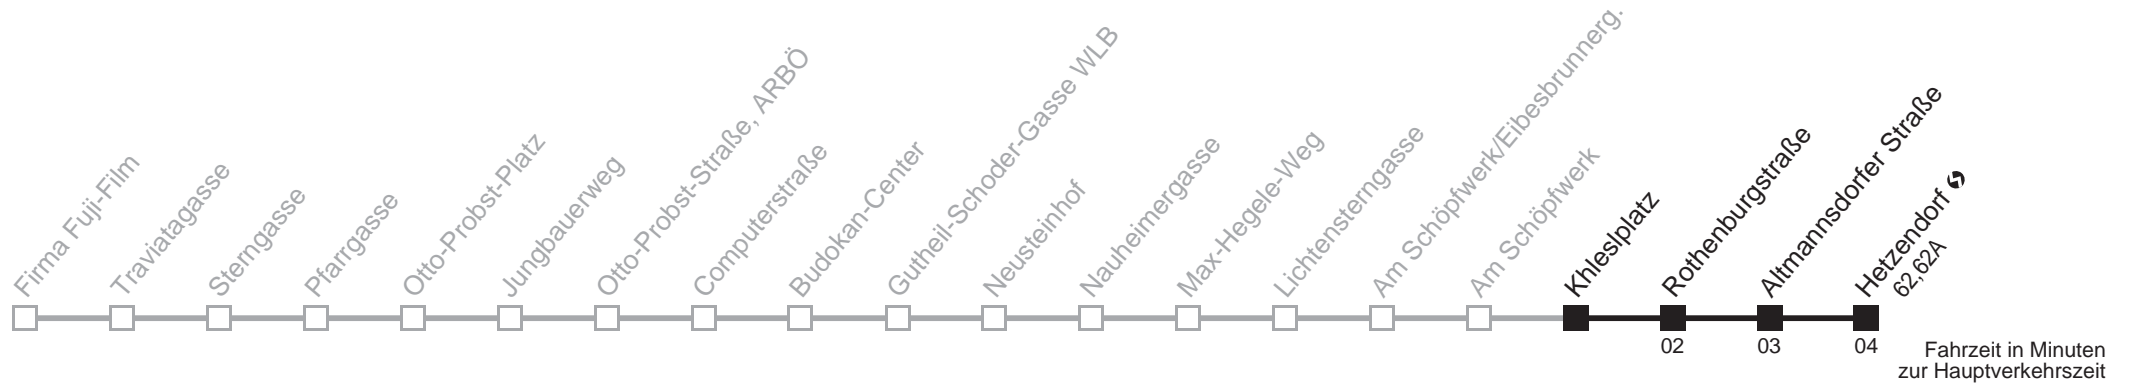 Firma Fuji-Film
Traviatagasse
Sterngasse
Pfarrgasse
Otto-Probst-Platz
Jungbauerweg
Otto-Probst-Straße, ARBÖ
Computerstraße
Budokan-Center
Gutheil-Schoder-Gasse WLB
Neusteinhof
Nauheimergasse
Max-Hegele-Weg
Lichtensterngasse
Am Schöpfwerk/Eibesbrunnerg.
Am Schöpfwerk
Khleslplatz
Rothenburgstraße
Altmannsdorfer Straße
Hetzendorf
62,62A
02
03
04
Fahrzeit in Minuten
zur Hauptverkehrszeit